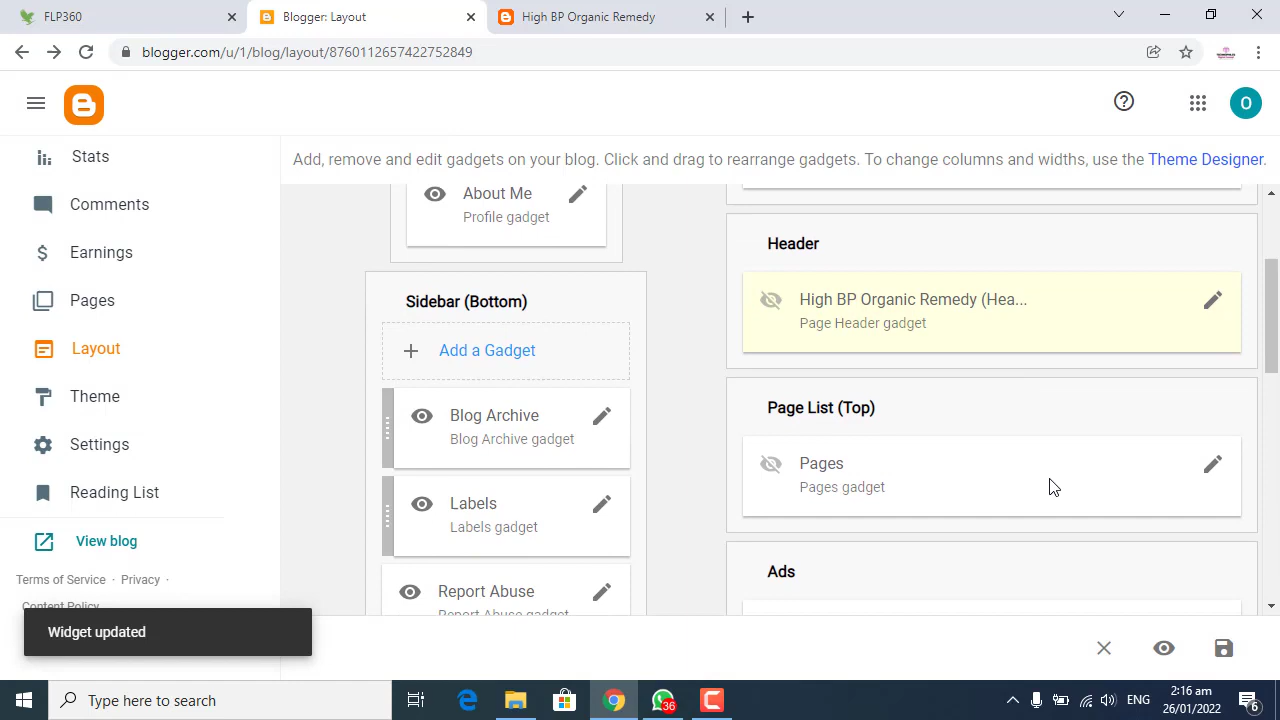 FLP360
Blogger: Layout
High BP Organic Remedy
blogger.com/u/1/blog/layout/8760112657422752849
O
Stats
Comments
Earnings
Pages
Layout
Theme
Settings
Reading List
View blog
Terms of Service · Privacy ·
Content Policy
Widget updated
Add, remove and edit gadgets on your blog. Click and drag to rearrange gadgets. To change columns and widths, use the Theme Designer.
About Me
Profile gadget
Sidebar (Bottom)
Add a Gadget
Blog Archive
Blog Archive gadget
Labels
Labels gadget
Report Abuse
Report Abuse gadget
Header
High BP Organic Remedy (Hea...
Page Header gadget
Page List (Top)
Pages
Pages gadget
Ads
Type here to search
36
ENG
2:16 am
26/01/2022
6